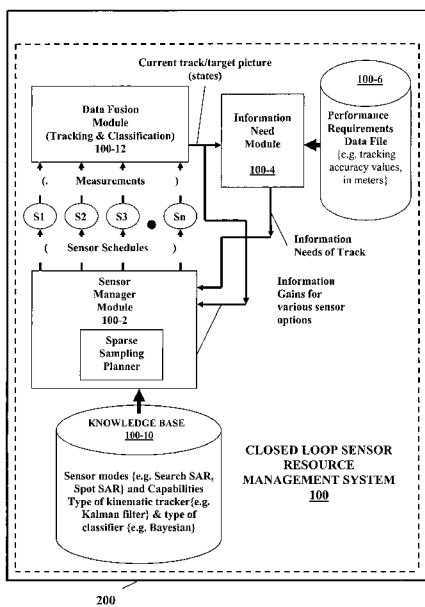 Current track/target picture
(states)
Data Fusion
Module
(Tracking & Classification)
100-12
Information
Need
Module
100-4
100-6
Performance
Requirements
Data File
{e.g. tracking
accuracy values,
in meters}
(. Measurements )
S1 S2 S3 Sn
( Sensor Schedules )
Information
Needs of Track
Sensor
Manager
Module
100-2
Sparse
Sampling
Planner
Information
Gains for
various sensor
options
KNOWLEDGE BASE
100-10
Sensor modes {e.g. Search SAR,
Spot SAR} and Capabilities
Type of kinematic tracker{e.g.
Kalman filter} & type of
classifier {e.g. Bayesian}
CLOSED LOOP SENSOR
RESOURCE
MANAGEMENT SYSTEM
100
200